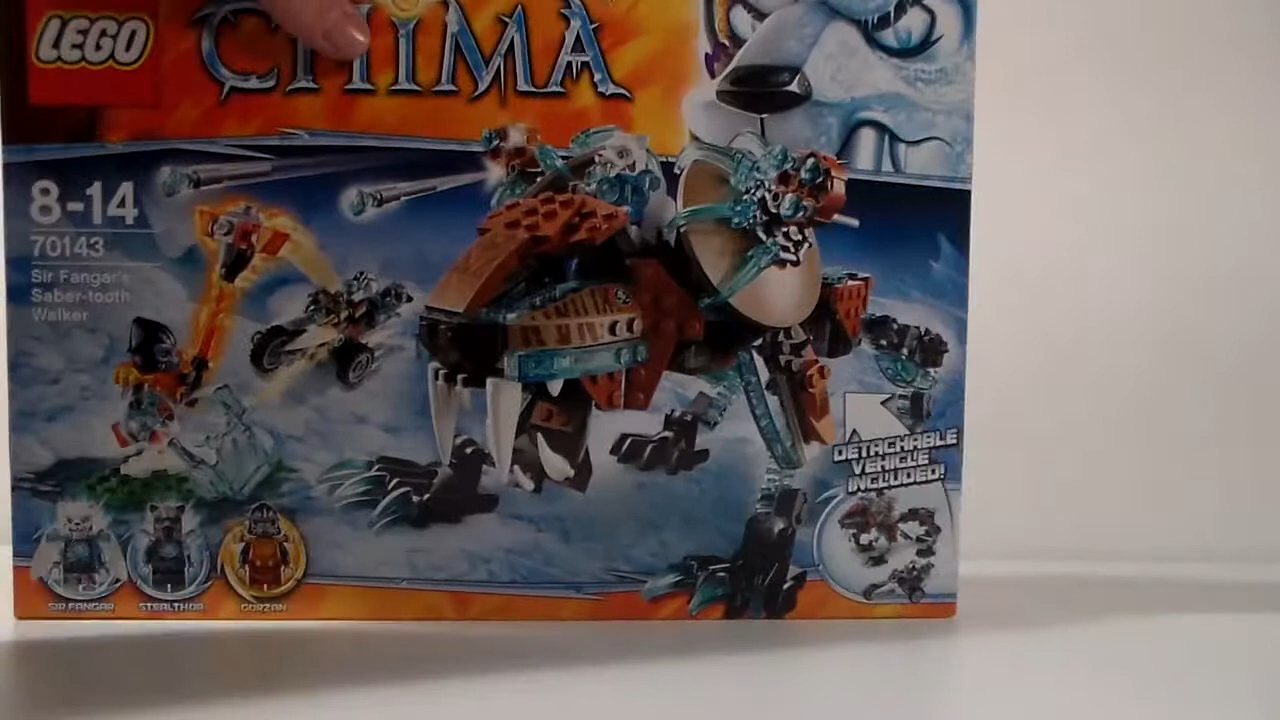 LEGO
CHIMA
8-14
70143
Sir Fangar's
Saber-tooth
Walker
DETACHABLE
VEHICLE
INCLUDED!
SIR FANGAR
STEALTHOR
GORZAN